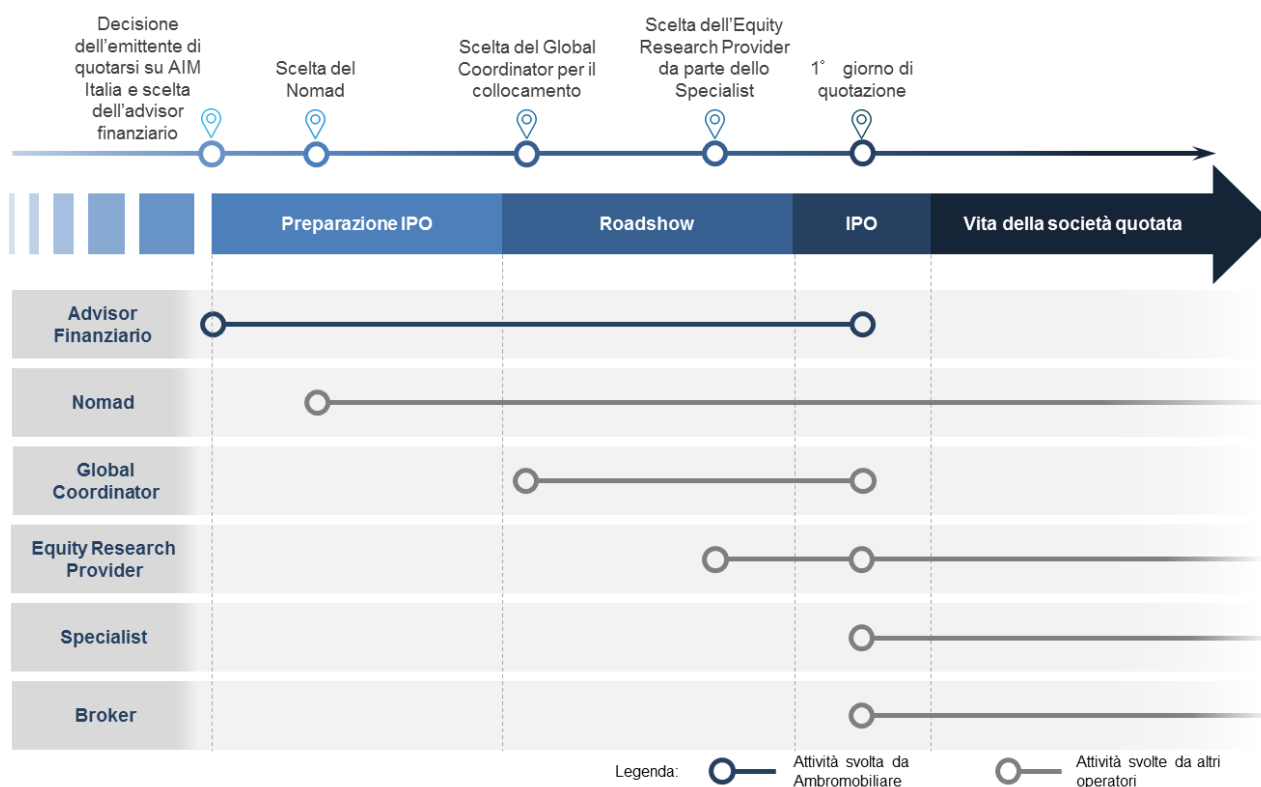 Decisione
dell'emittente di
quotarsi su AIM
Italia e scelta
dell'advisor
finanziario
Scelta del
Nomad
Scelta del Global
Coordinator per il
collocamento
Scelta dell'Equity
Research Provider
da parte dello
Specialist
1° giorno di
quotazione
Preparazione IPO
Roadshow
IPO
Vita della società quotata
Advisor
Finanziario
Nomad
Global
Coordinator
Equity Research
Provider
Specialist
Broker
Legenda:
Attività svolta da
Ambromobiliare
Attività svolte da altri
operatori